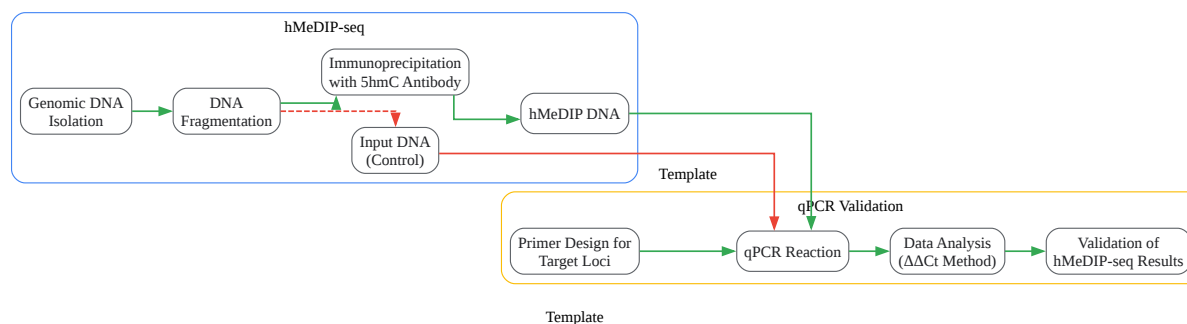 hMeDIP-seq
Immunoprecipitation
with 5hmC Antibody
Genomic DNA
Isolation
DNA
Fragmentation
hMeDIP DNA
Input DNA
(Control)
Template
qPCR Validation
Primer Design for
Target Loci
qPCR Reaction
Data Analysis
(ΔΔCt Method)
Validation of
hMeDIP-seq Results
Template